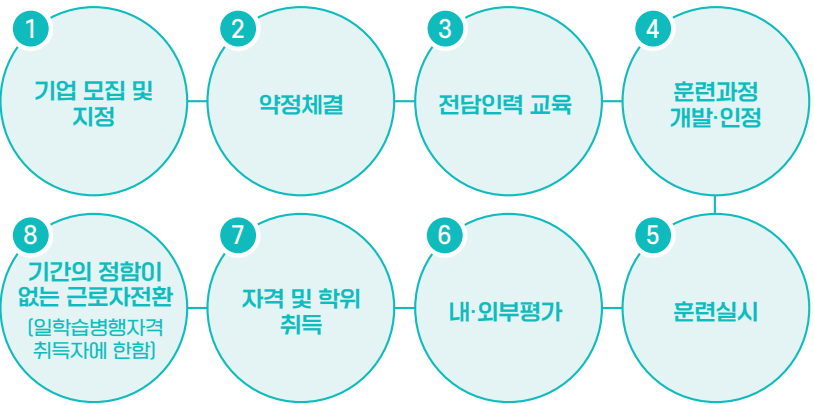 1
기업 모집 및
지정
2
약정체결
3
전담인력 교육
4
훈련과정
개발·인정
5
훈련실시
6
내·외부평가
7
자격 및 학위
취득
8
기간의 정함이
없는 근로자전환
(일학습병행자격
취득자에 한함)